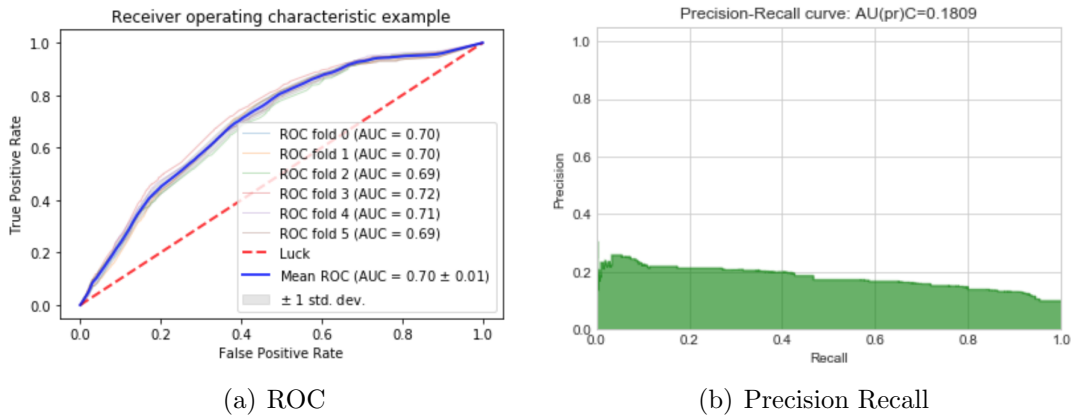 Receiver operating characteristic example
1.0
0.8
0.6
0.4
0.2
0.0
True Positive Rate
ROC fold 0 (AUC = 0.70)
ROC fold 1 (AUC = 0.70)
ROC fold 2 (AUC = 0.69)
ROC fold 3 (AUC = 0.72)
ROC fold 4 (AUC = 0.71)
ROC fold 5 (AUC = 0.69)
Luck
Mean ROC (AUC = 0.70 ± 0.01)
± 1 std. dev.
0.0 0.2 0.4 0.6 0.8 1.0
False Positive Rate
(a) ROC
Precision-Recall curve: AU(pr)C=0.1809
1.0
0.8
0.6
0.4
0.2
0.0
Precision
0.0 0.2 0.4 0.6 0.8 1.0
Recall
(b) Precision Recall